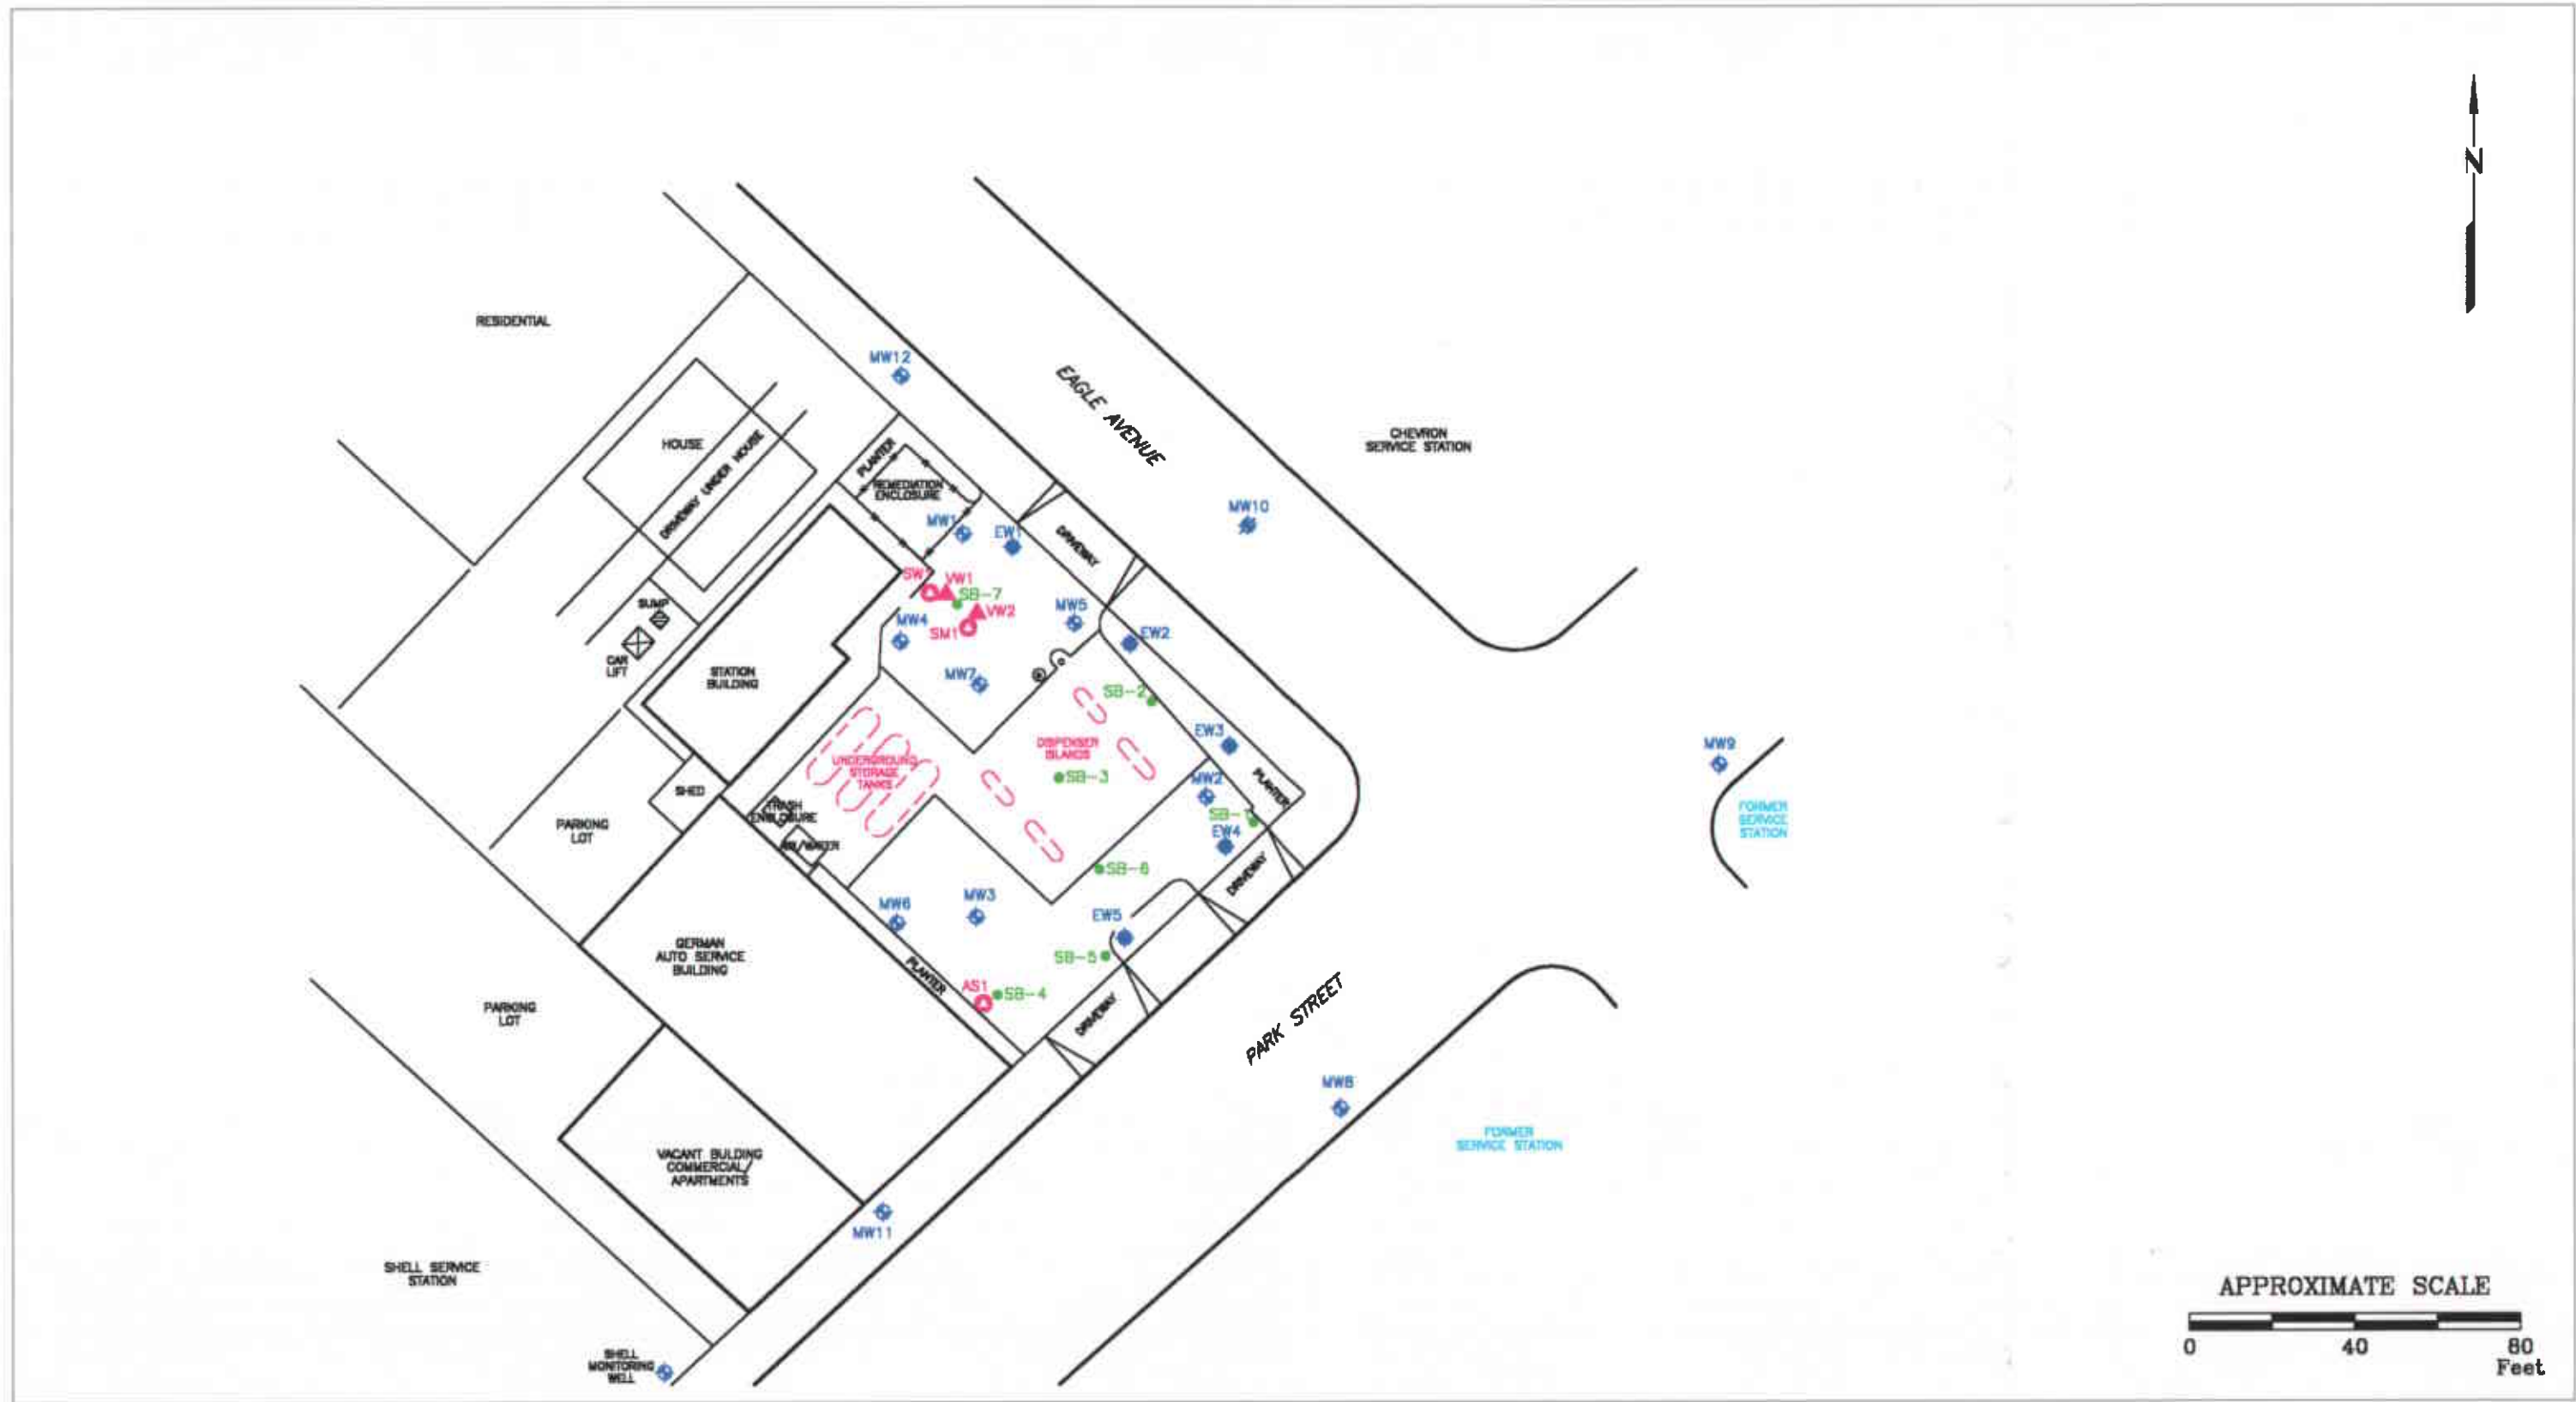 N
RESIDENTIAL
MW12
EAGLE AVENUE
CHEVRON
SERVICE STATION
HOUSE
DRIVEWAY UNDER HOUSE
PLANTER
REMEDIATION
ENCLOSURE
MW1
EW1
DRIVEWAY
MW10
SW1
VW1
SB-7
VW2
SM1
MW4
MW5
EW2
SUMP
CAR
LIFT
STATION
BUILDING
MW7
SB-2
EW3
DISPENSER
ISLANDS
SB-3
MW2
PLANTER
MW9
UNDERGROUND
STORAGE
TANKS
SHED
TRASH
ENCLOSURE
AIR/WATER
SB-1
EW4
FORMER
SERVICE
STATION
PARKING
LOT
SB-6
DRIVEWAY
MW6
MW3
EW5
GERMAN
AUTO SERVICE
BUILDING
SB-5
PLANTER
AS1
SB-4
DRIVEWAY
PARKING
LOT
PARK STREET
MW8
FORMER
SERVICE STATION
VACANT BULDING
COMMERCIAL/
APARTMENTS
MW11
SHELL SERVICE
STATION
SHELL
MONITORING
WELL
APPROXIMATE SCALE
0 40 80
Feet